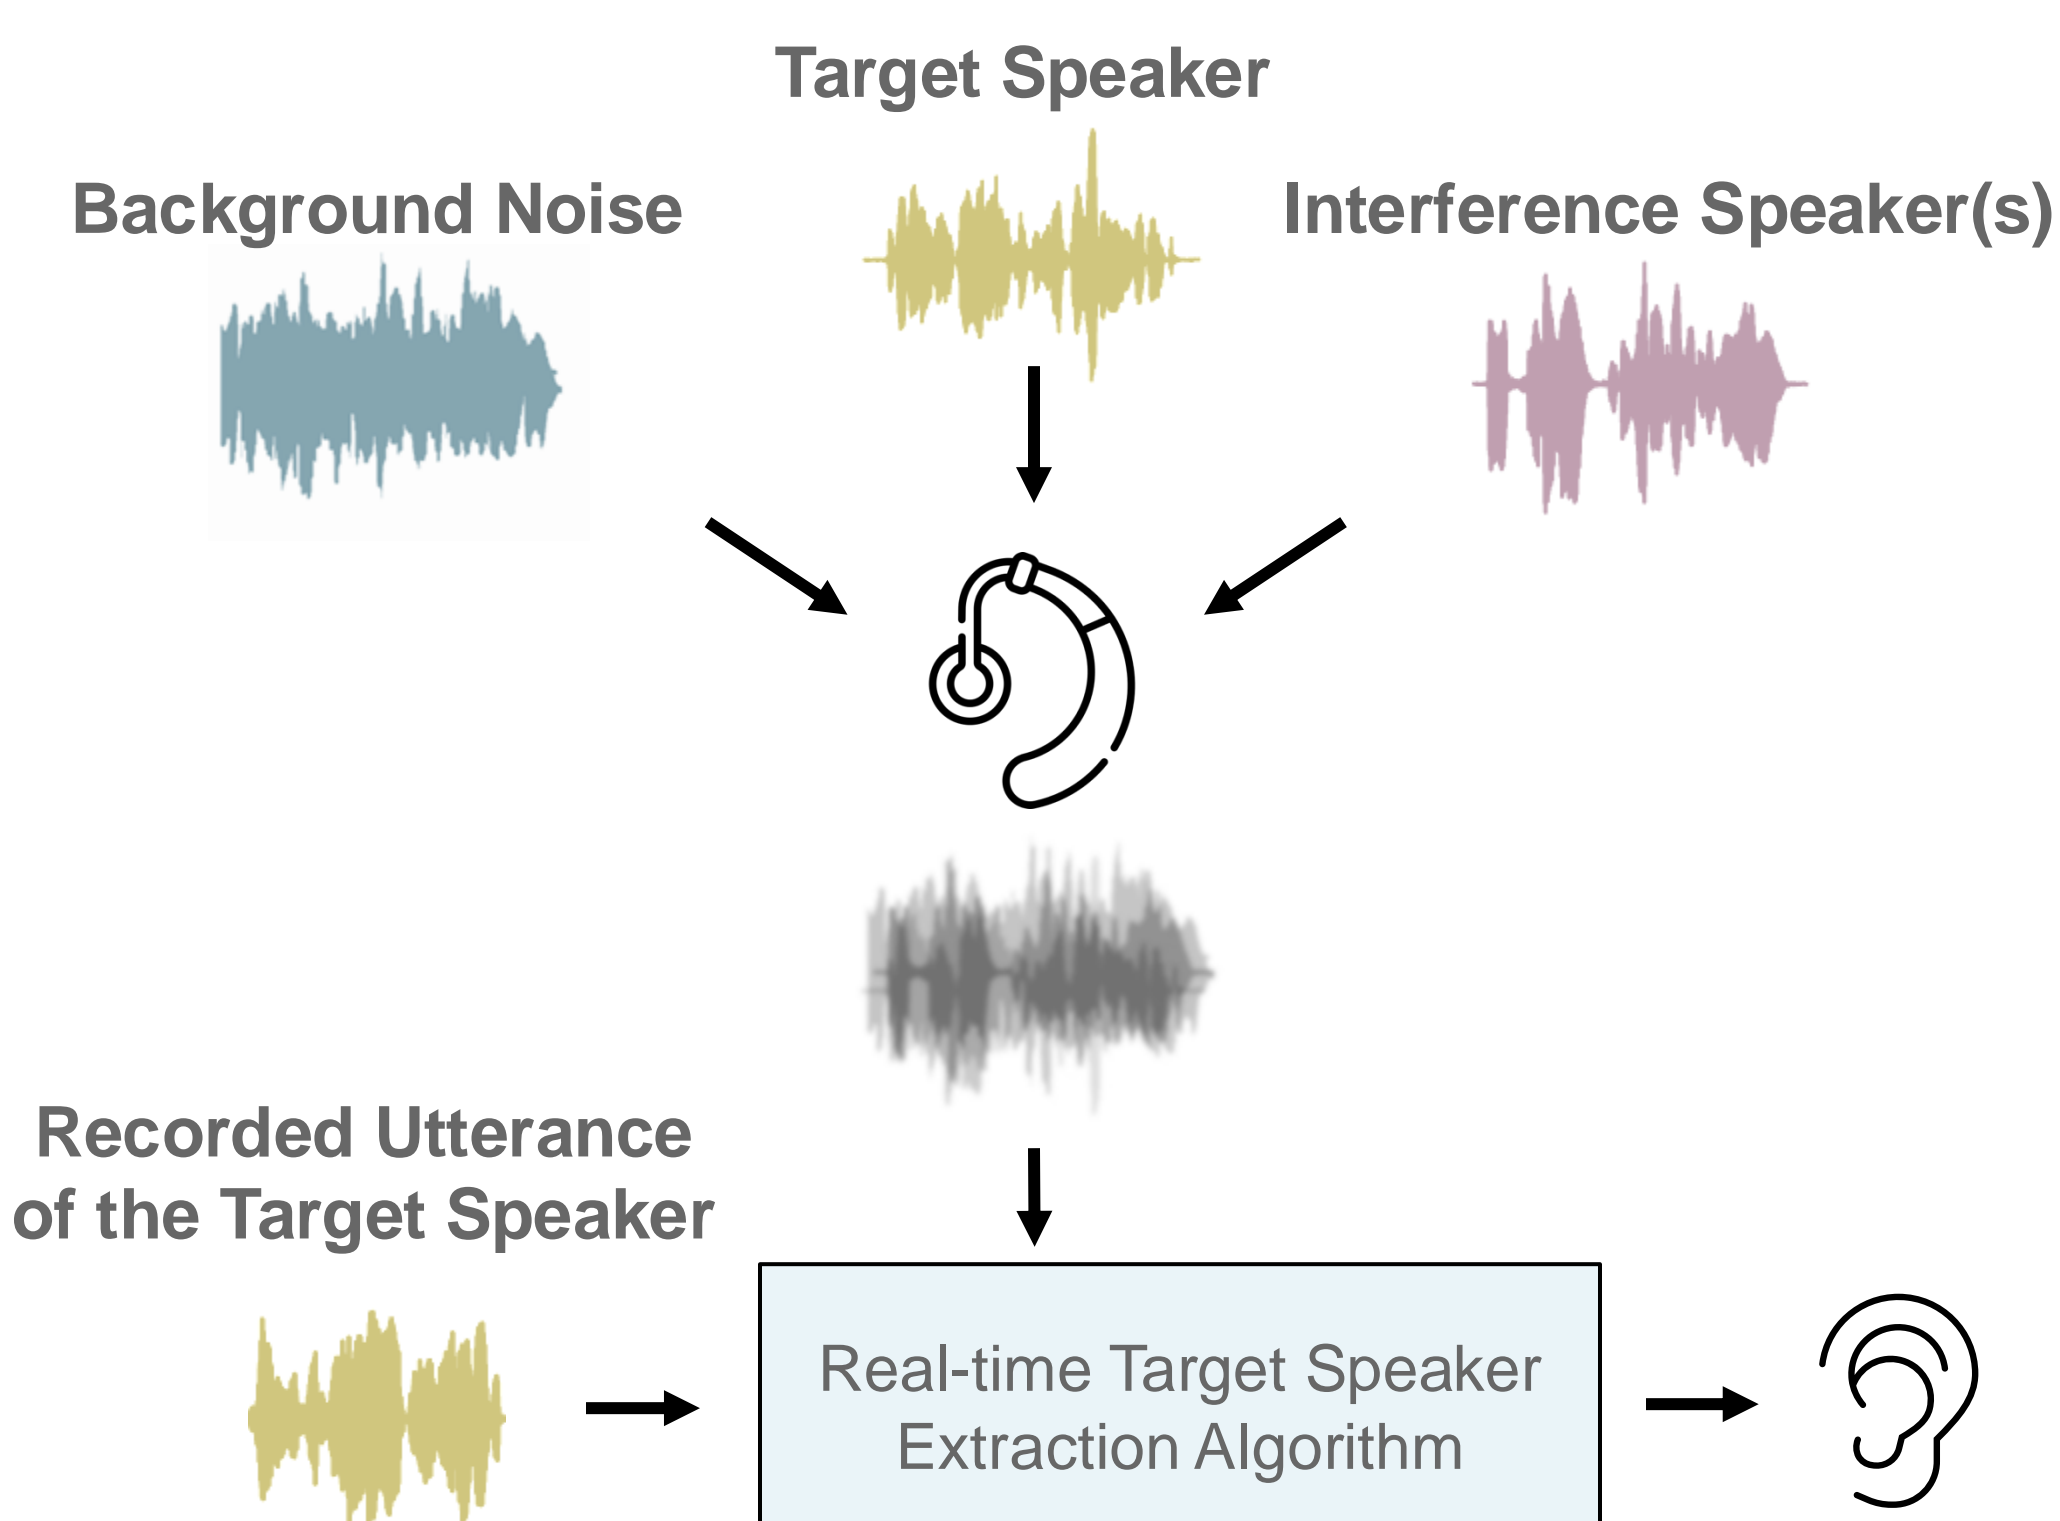 Target Speaker
Background Noise
Interference Speaker(s)
Recorded Utterance
of the Target Speaker
Real-time Target Speaker
Extraction Algorithm